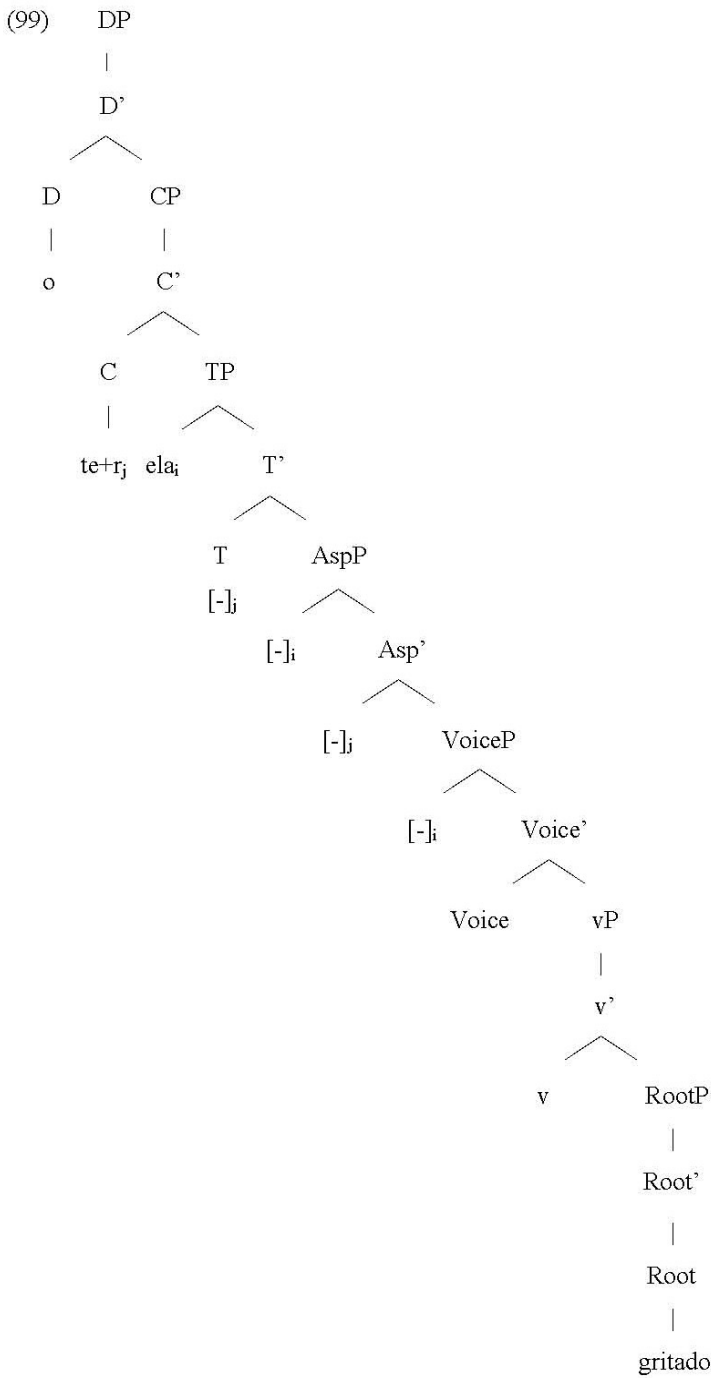 (99) DP
D’
D CP
o C’
C TP
te+rⱼ elaᵢ T’
T AspP
[-]ⱼ
[-]ᵢ Asp’
[-]ⱼ VoiceP
[-]ᵢ Voice’
Voice vP
v’
v RootP
Root’
Root
gritado